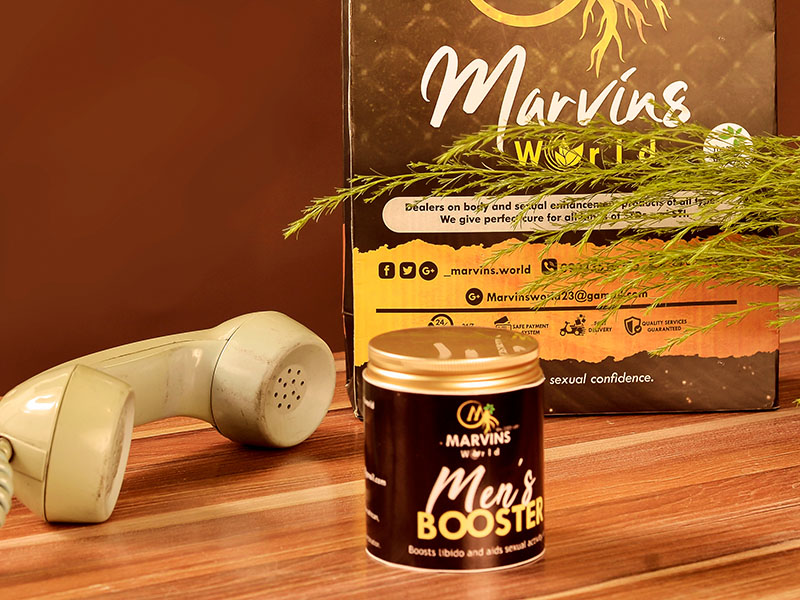 Marvins
World
Dealers on body and sexual enhancement products of all type
We give perfect cure for all
_marvins.world
Marvinsworld23@gam
24
SAFE PAYMENT
SYSTEM
FREE
DELIVERY
QUALITY SERVICES
GUARANTEED
sexual confidence.
MARVINS
World
Men's
BOOSTER
Boosts libido and aids sexual activity